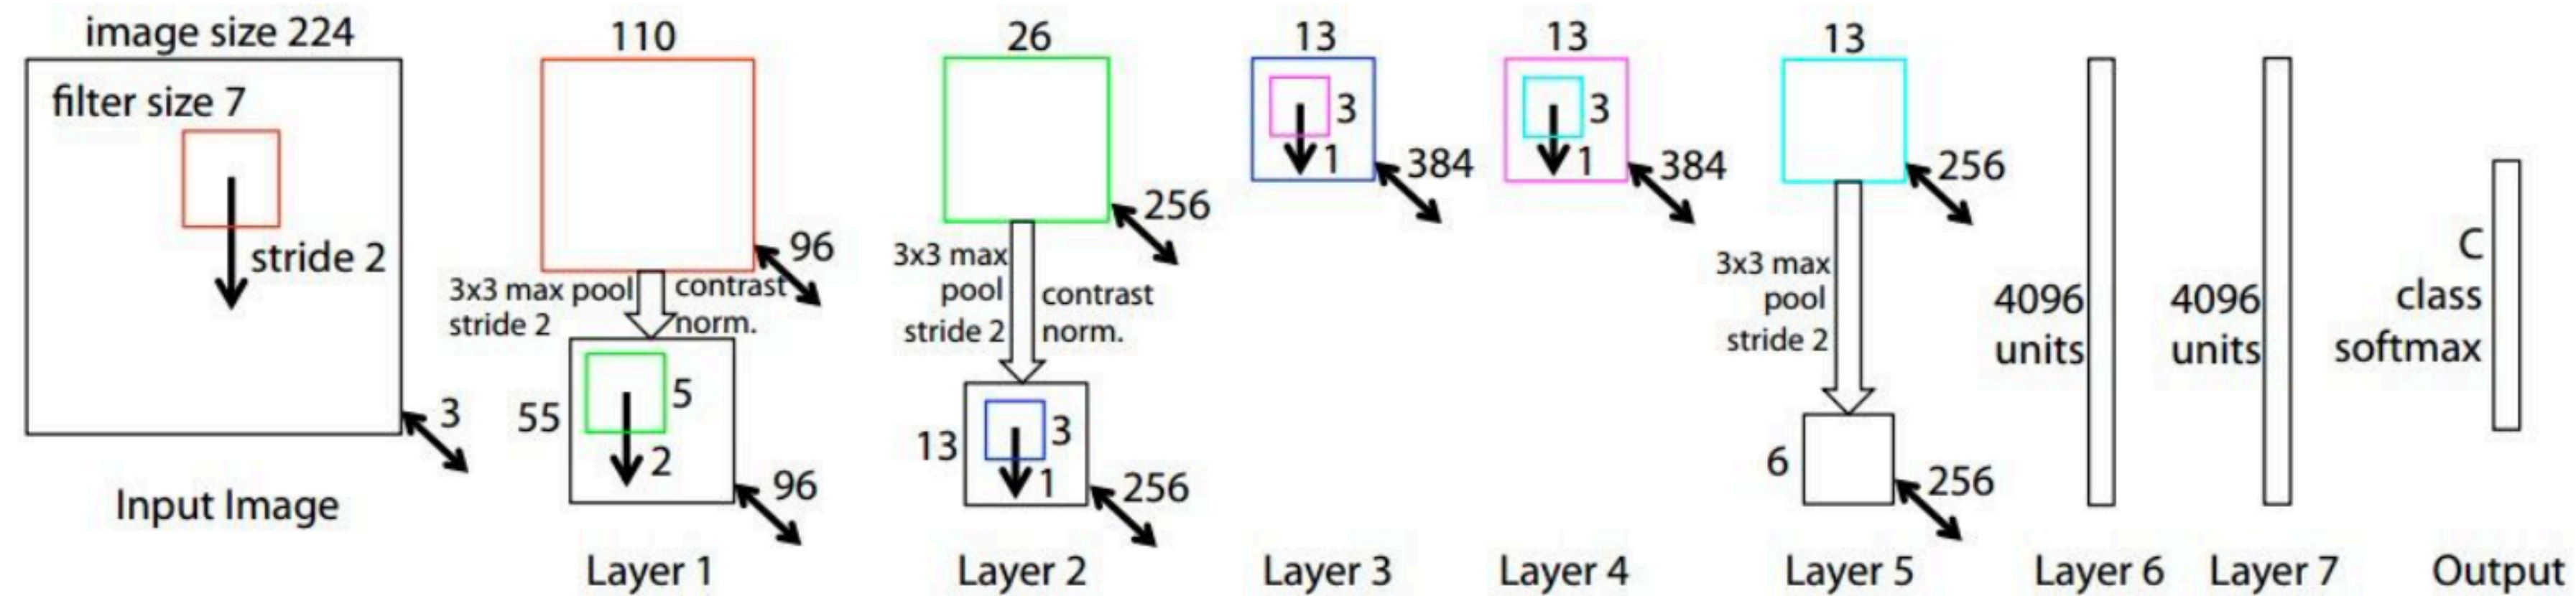 image size 224
filter size 7
stride 2
3
Input Image
110
96
3x3 max pool
stride 2
contrast
norm.
55
5
2
96
Layer 1
26
256
3x3 max
pool
stride 2
contrast
norm.
13
3
1
256
Layer 2
13
3
1
384
Layer 3
13
3
1
384
Layer 4
13
256
3x3 max
pool
stride 2
6
256
Layer 5
4096
units
Layer 6
4096
units
Layer 7
C
class
softmax
Output